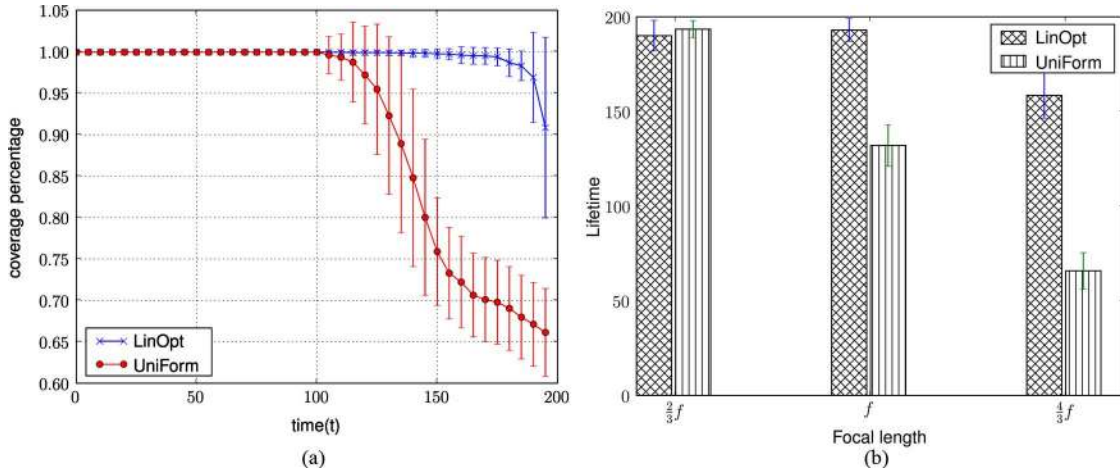 1.05
1.00
0.95
0.90
0.85
0.80
0.75
0.70
0.65
0.60
coverage percentage
LinOpt
UniForm
0 50 100 150 200
time(t)
(a)
200
150
100
50
0
Lifetime
LinOpt
UniForm
2/3 f f 4/3 f
Focal length
(b)